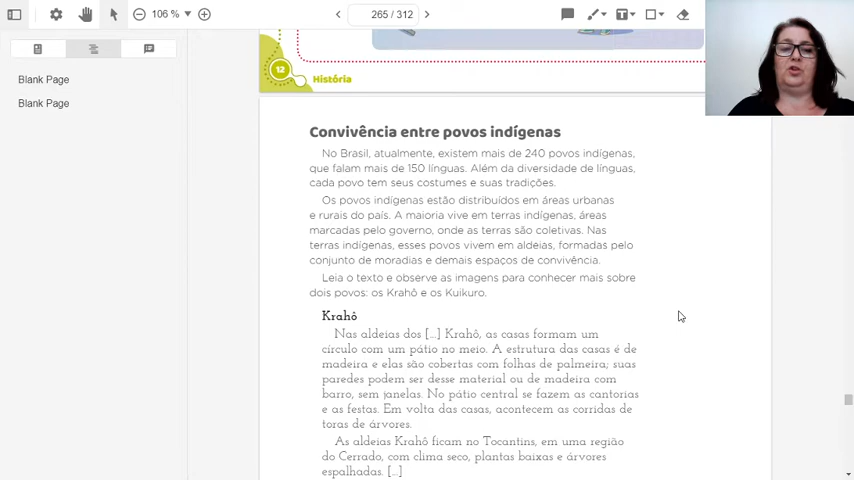 106 %
265 / 312
Blank Page
Blank Page
12
História
Convivência entre povos indígenas
No Brasil, atualmente, existem mais de 240 povos indígenas,
que falam mais de 150 línguas. Além da diversidade de línguas,
cada povo tem seus costumes e suas tradições.
Os povos indígenas estão distribuídos em áreas urbanas
e rurais do país. A maioria vive em terras indígenas, áreas
marcadas pelo governo, onde as terras são coletivas. Nas
terras indígenas, esses povos vivem em aldeias, formadas pelo
conjunto de moradias e demais espaços de convivência.
Leia o texto e observe as imagens para conhecer mais sobre
dois povos: os Krahô e os Kuikuro.
Krahô
Nas aldeias dos [...] Krahô, as casas formam um
círculo com um pátio no meio. A estrutura das casas é de
madeira e elas são cobertas com folhas de palmeira; suas
paredes podem ser desse material ou de madeira com
barro, sem janelas. No pátio central se fazem as cantorias
e as festas. Em volta das casas, acontecem as corridas de
toras de árvores.
As aldeias Krahô ficam no Tocantins, em uma região
do Cerrado, com clima seco, plantas baixas e árvores
espalhadas. [...]